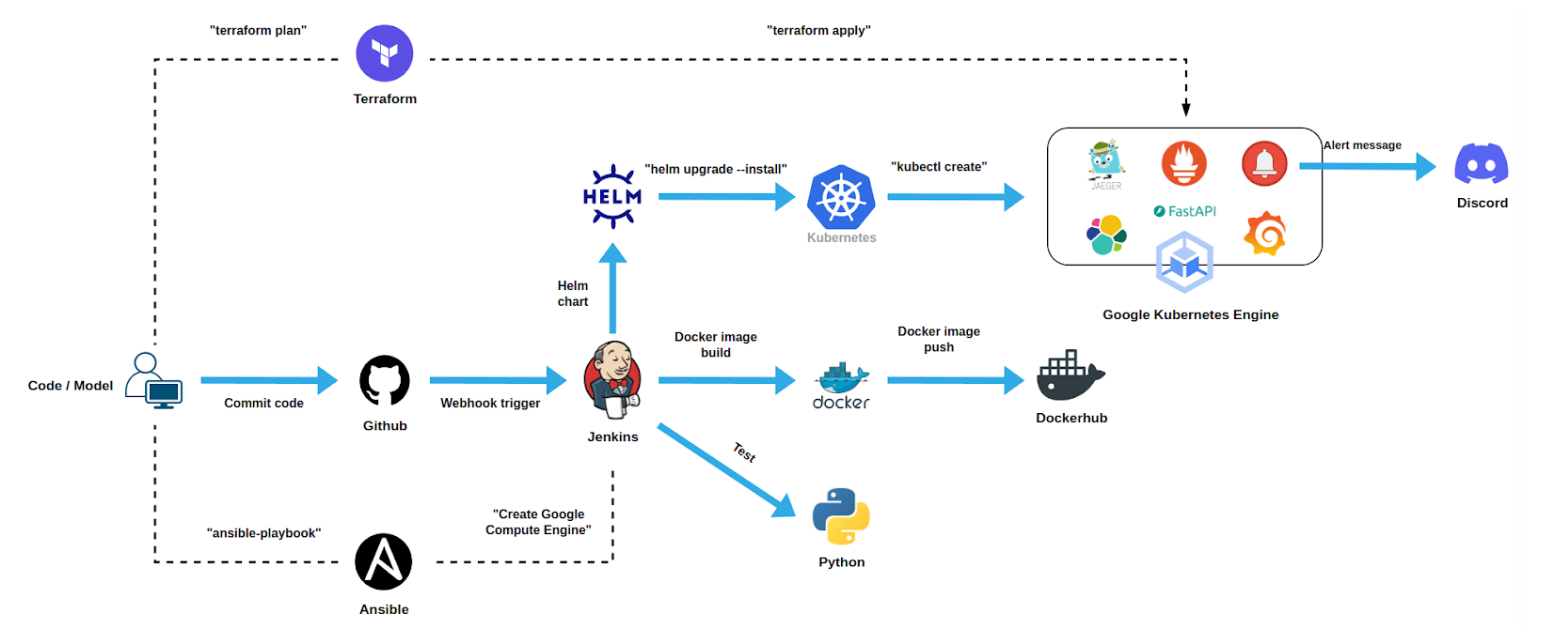 "terraform plan"
"terraform apply"
Terraform
Alert message
"helm upgrade --install"
"kubectl create"
JAEGER
HELM
Discord
FastAPI
Kubernetes
Helm
chart
Google Kubernetes Engine
Docker image
build
Docker image
push
Code / Model
Commit code
Webhook trigger
docker
Github
Dockerhub
Jenkins
Test
"Create Google
Compute Engine"
"ansible-playbook"
Python
Ansible